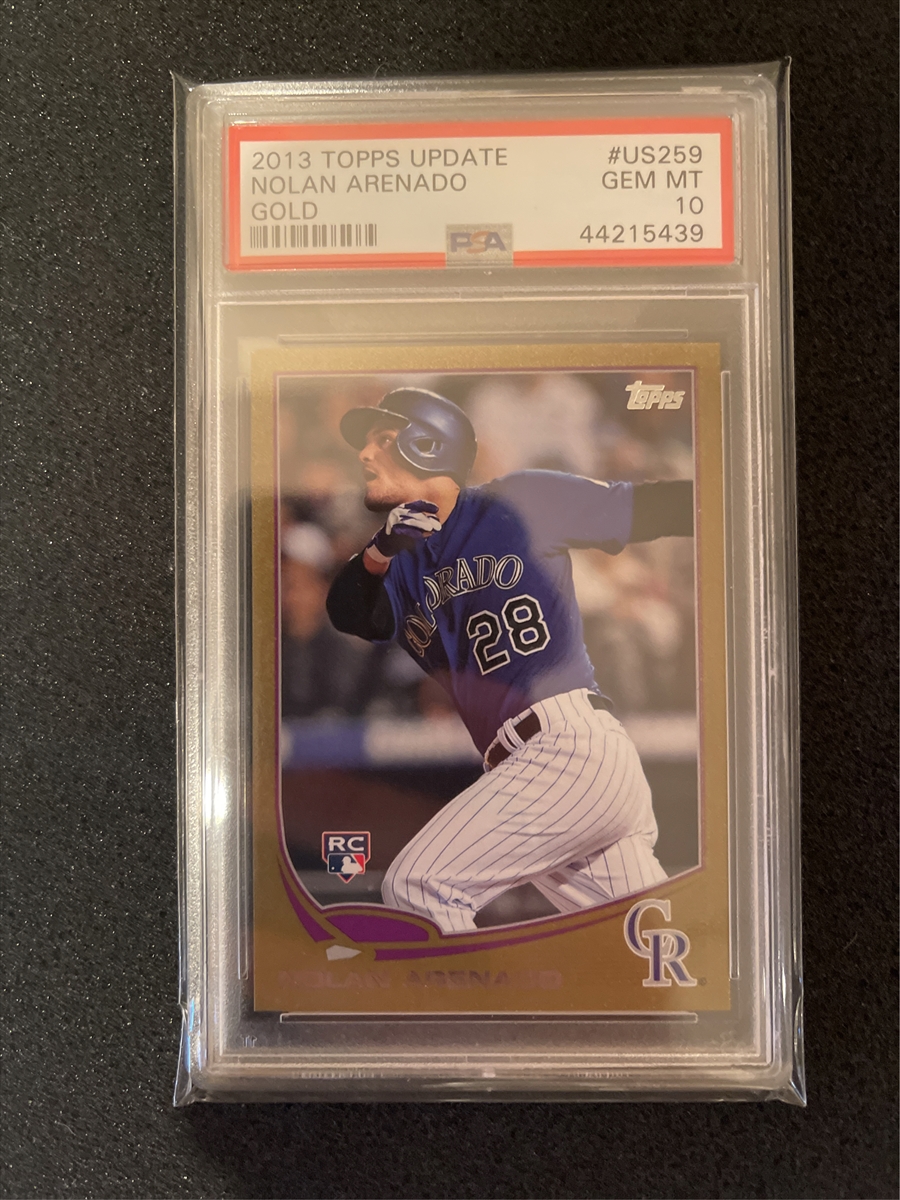 2013 TOPPS UPDATE #US259
NOLAN ARENADO GEM MT
GOLD 10
PSA 44215439
topps
COLORADO
28
RC
CR
NOLAN ARENADO